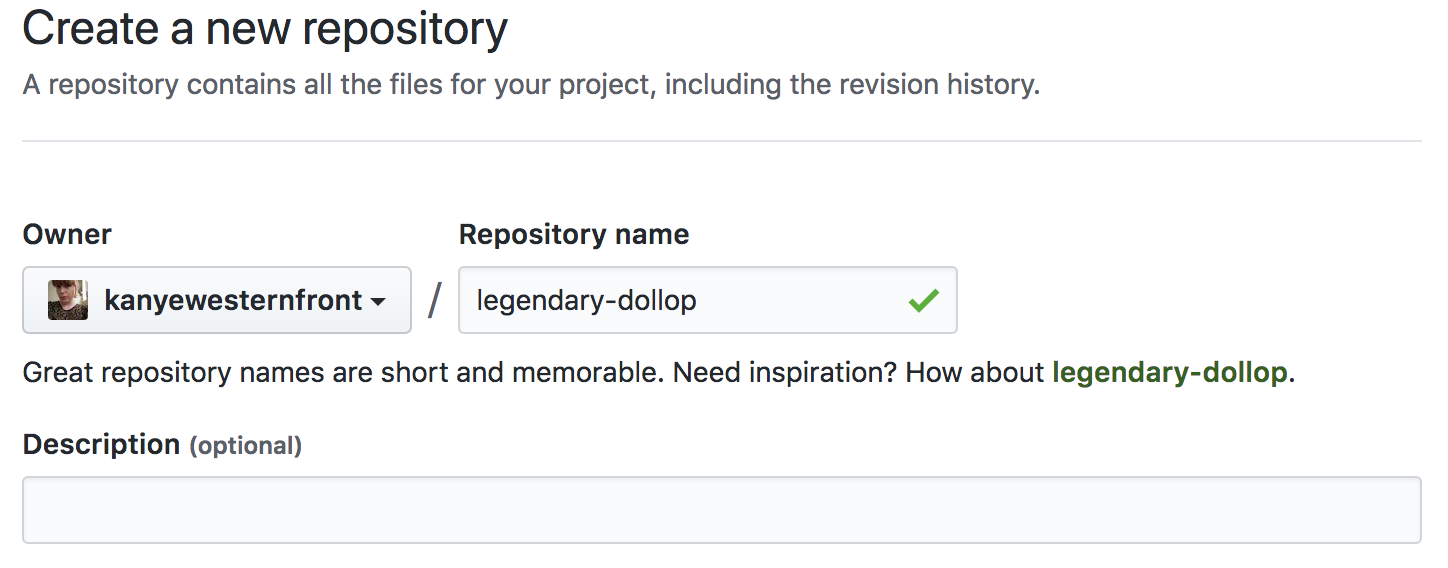 Create a new repository
A repository contains all the files for your project, including the revision history.
Owner
Repository name
kanyewesternfront / legendary-dollop
Great repository names are short and memorable. Need inspiration? How about legendary-dollop.
Description (optional)